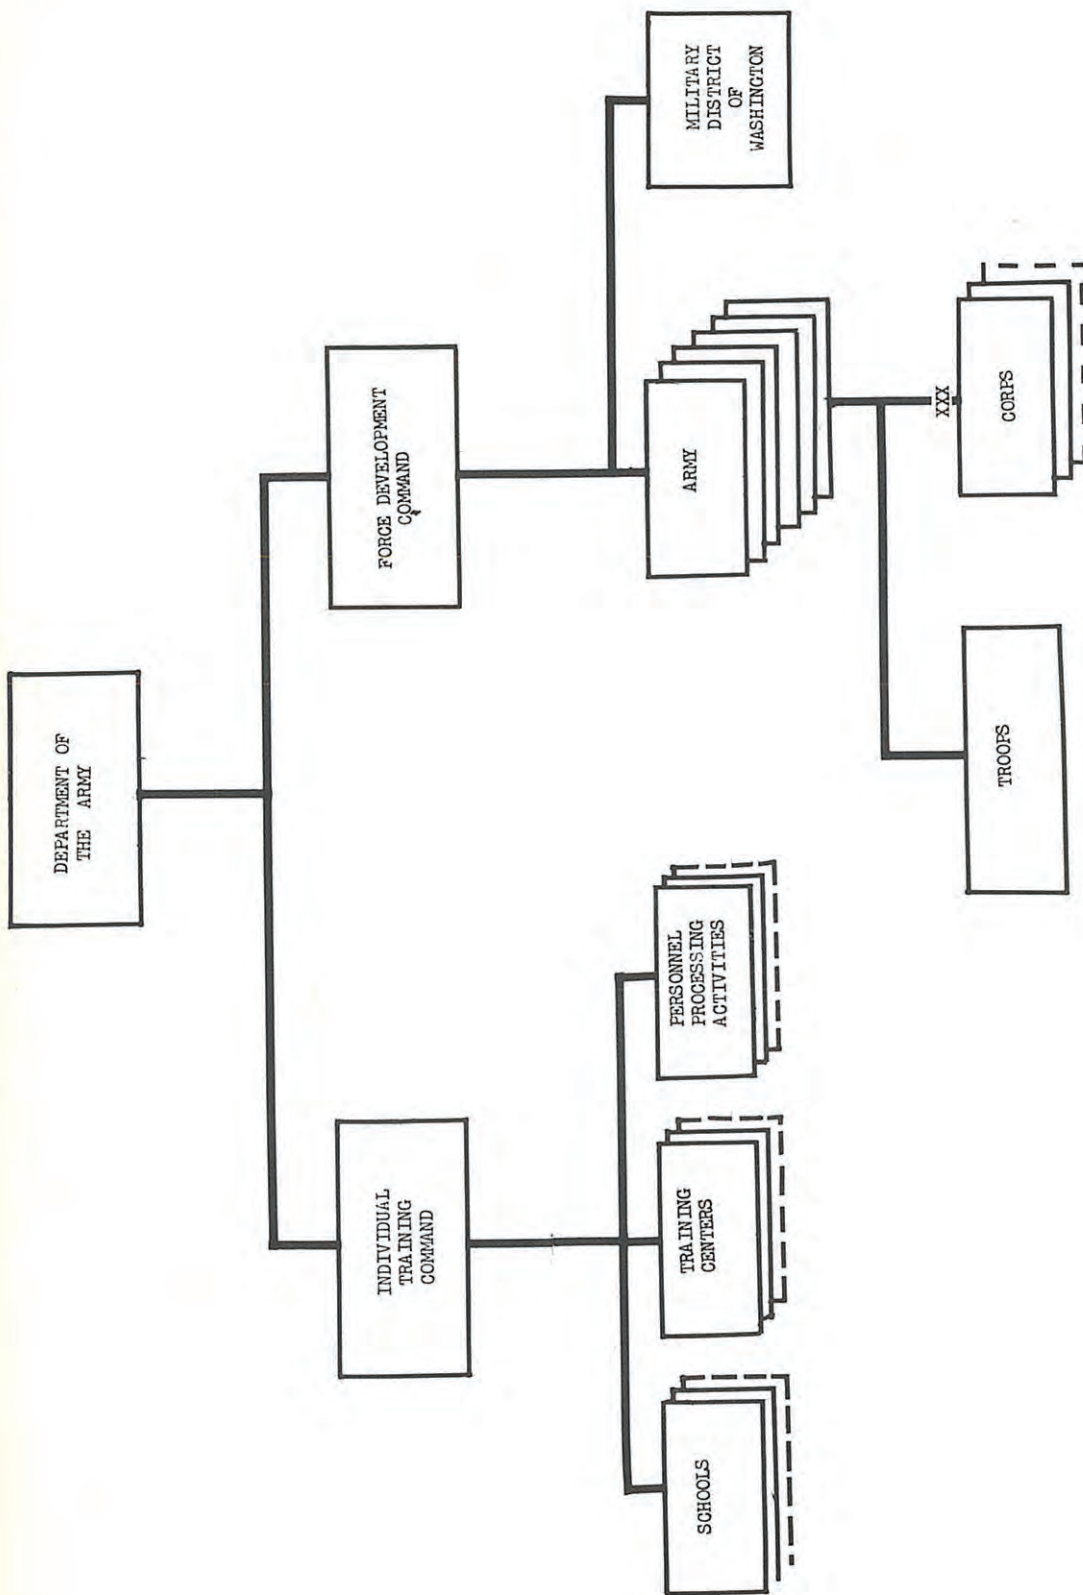 DEPARTMENT OF
THE ARMY
INDIVIDUAL
TRAINING
COMMAND
FORCE DEVELOPMENT
COMMAND
SCHOOLS
TRAINING
CENTERS
PERSONNEL
PROCESSING
ACTIVITIES
ARMY
MILITARY
DISTRICT
OF
WASHINGTON
TROOPS
XXX
CORPS